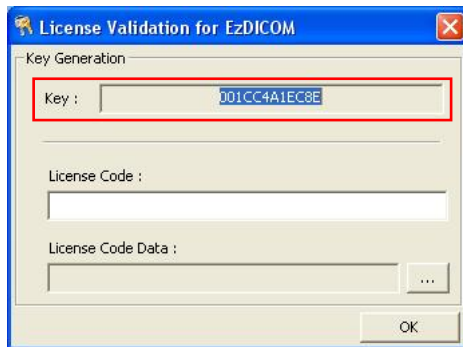 License Validation for EzDICOM
Key Generation
Key : 001CC4A1EC8E
License Code :
License Code Data :
...
OK